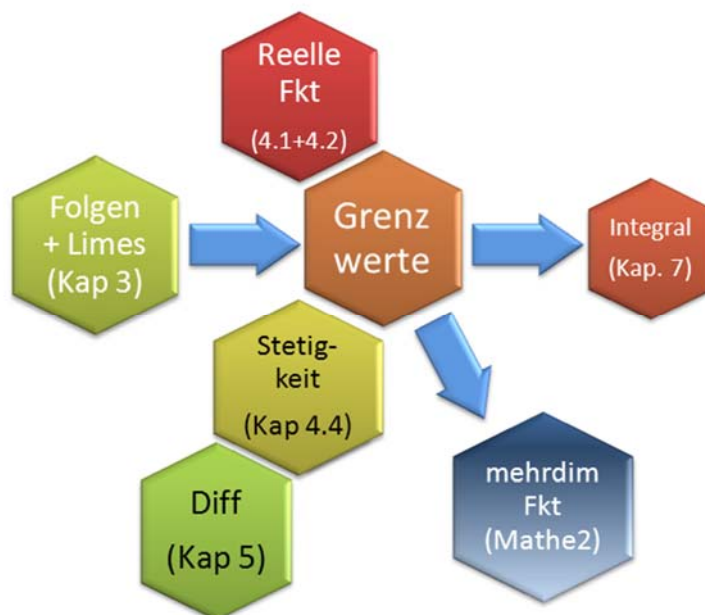 Reelle
Fkt
(4.1+4.2)
Folgen
+ Limes
(Kap 3)
Grenz
werte
Integral
(Kap. 7)
Stetig-
keit
(Kap 4.4)
mehrdim
Fkt
(Mathe2)
Diff
(Kap 5)